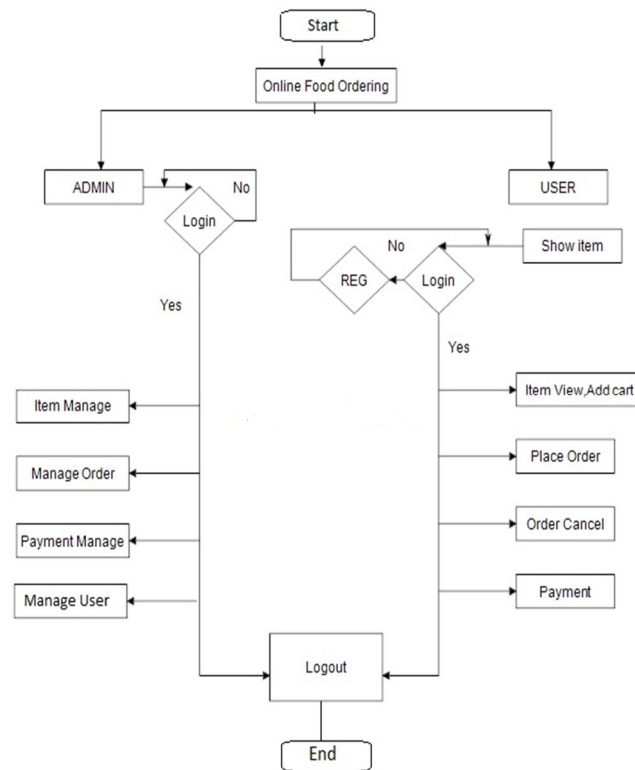 Start
Online Food Ordering
ADMIN
No
USER
Login
No
Show item
REG
Login
Yes
Yes
Item Manage
Item View,Add cart
Manage Order
Place Order
Payment Manage
Order Cancel
Manage User
Payment
Logout
End